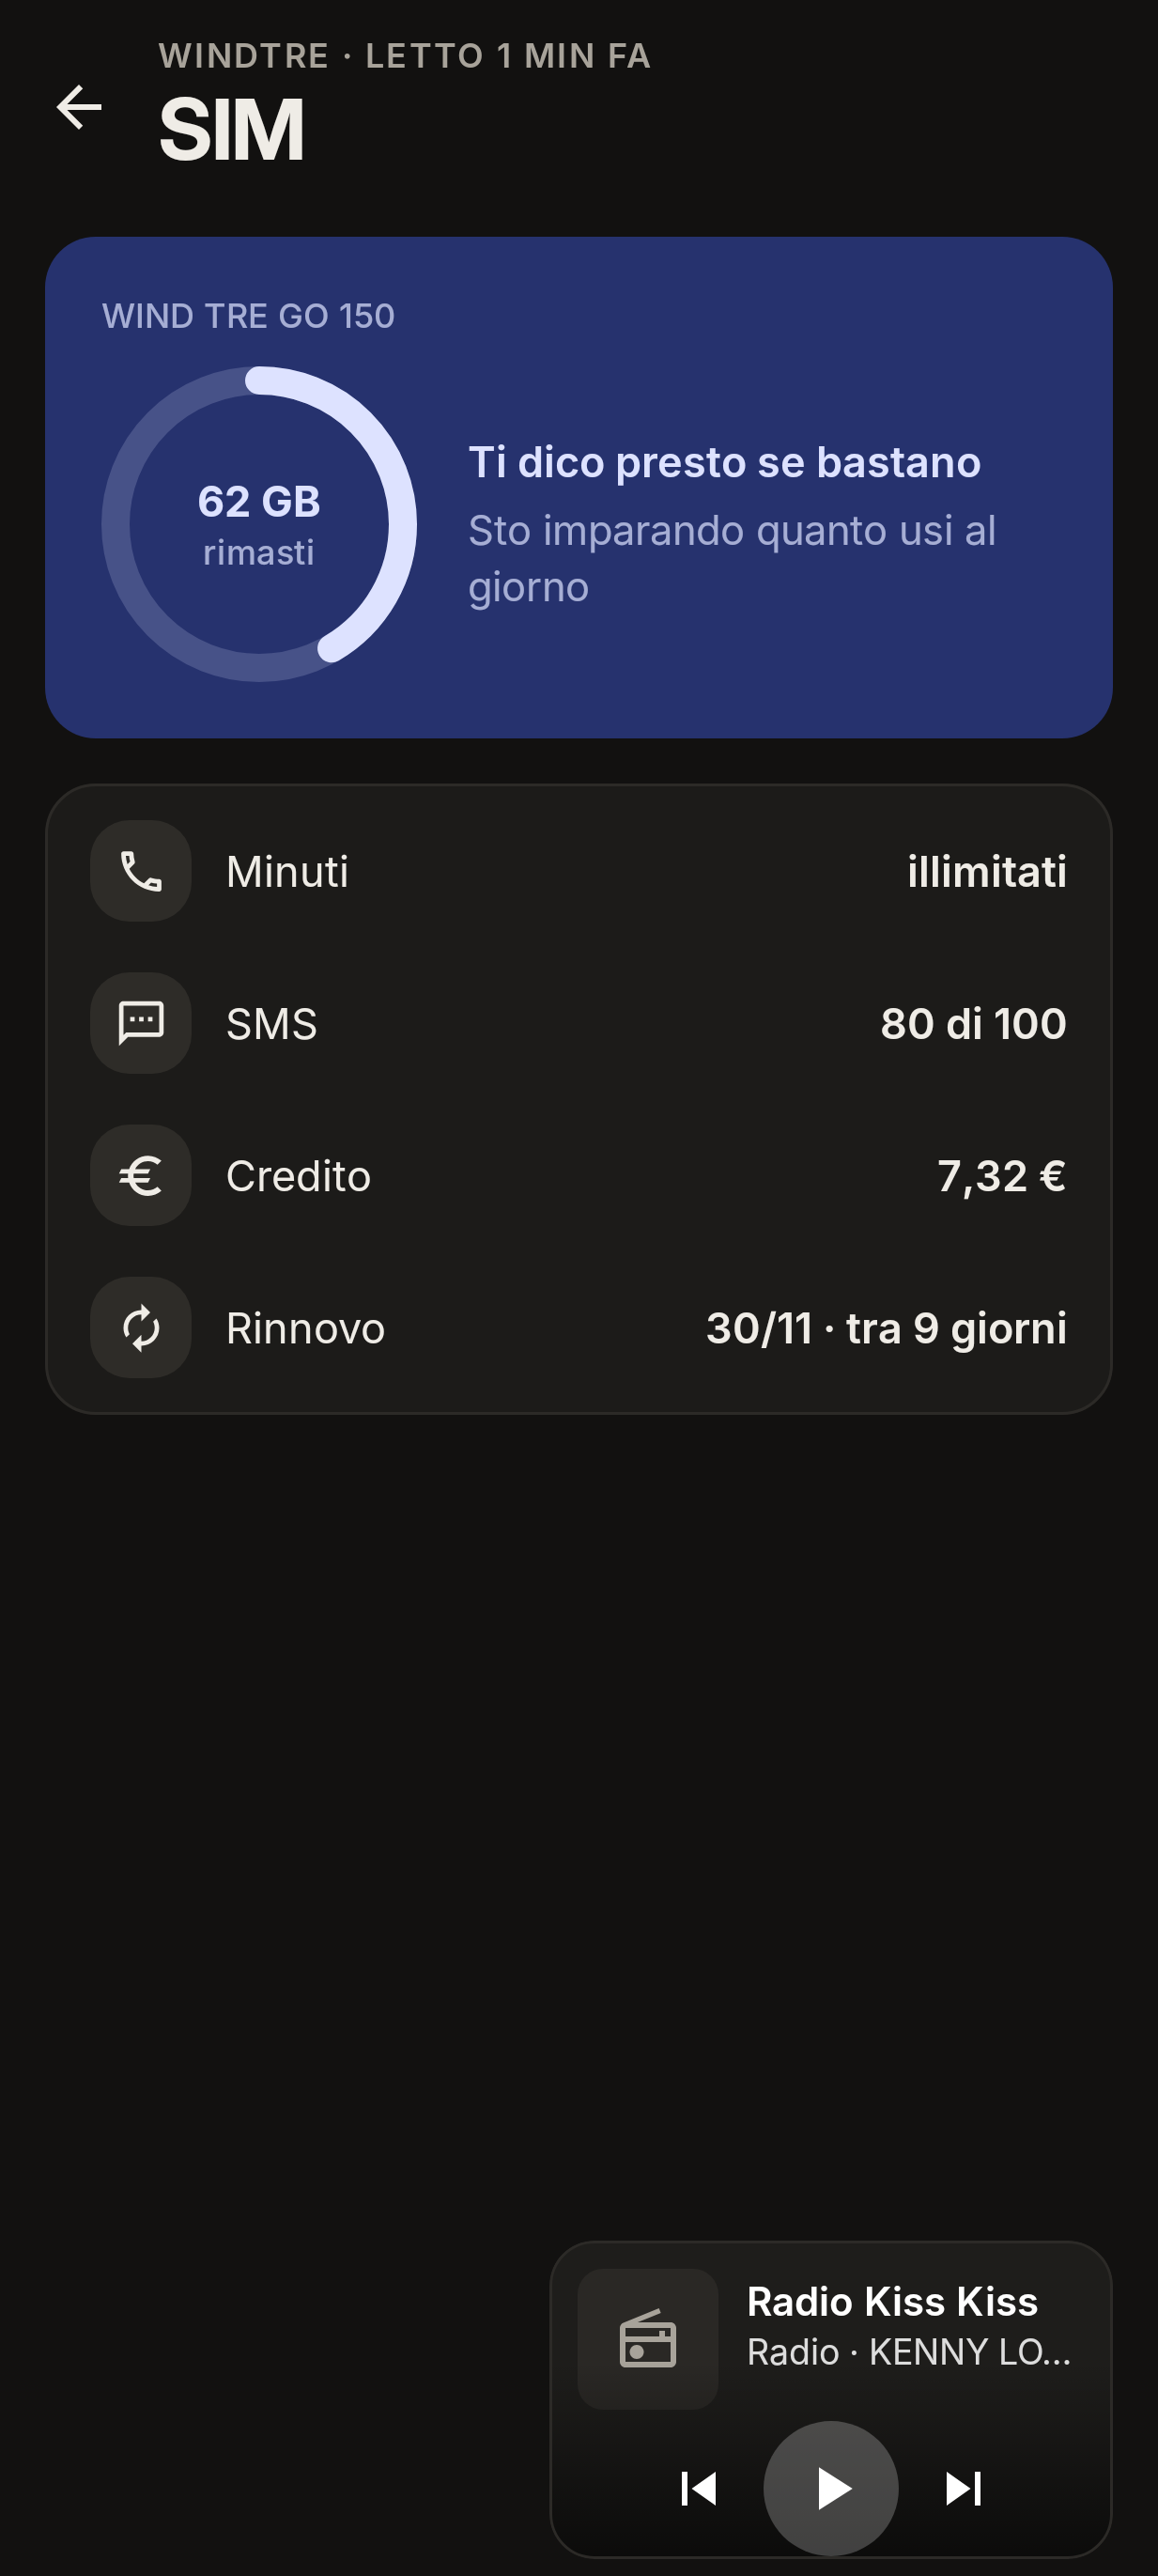 WINDTRE · LETTO 1 MIN FA
SIM
WIND TRE GO 150
62 GB
rimasti
Ti dico presto se bastano
Sto imparando quanto usi al
giorno
Minuti
illimitati
SMS
80 di 100
Credito
7,32 €
Rinnovo
30/11 · tra 9 giorni
Radio Kiss Kiss
Radio · KENNY LO...